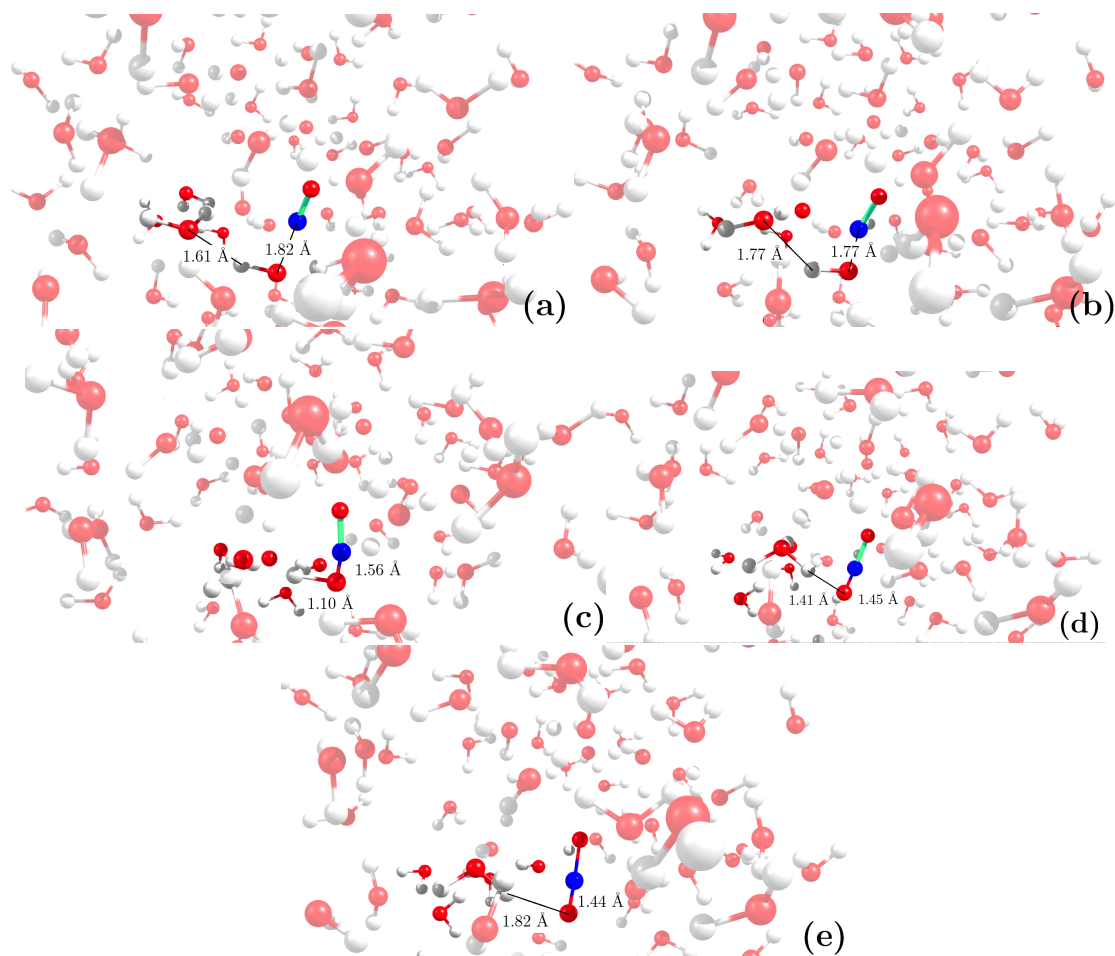 1.61 Å
1.82 Å
(a)
1.77 Å
1.77 Å
(b)
1.56 Å
1.10 Å
(c)
1.41 Å
1.45 Å
(d)
1.44 Å
1.82 Å
(e)